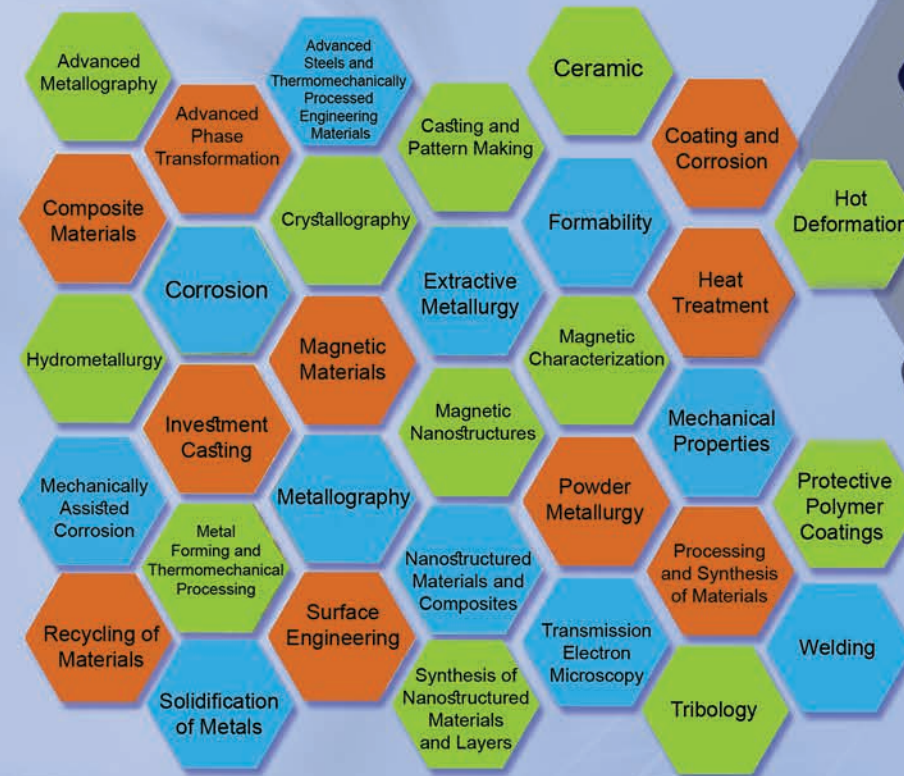 Advanced
Metallography
Advanced
Phase
Transformation
Advanced
Steels and
Thermomechanically
Processed
Engineering
Materials
Casting and
Pattern Making
Ceramic
Coating and
Corrosion
Hot
Deformation
Composite
Materials
Corrosion
Crystallography
Extractive
Metallurgy
Formability
Heat
Treatment
Hydrometallurgy
Investment
Casting
Magnetic
Materials
Magnetic
Nanostructures
Magnetic
Characterization
Mechanical
Properties
Protective
Polymer
Coatings
Mechanically
Assisted
Corrosion
Metal
Forming and
Thermomechanical
Processing
Metallography
Nanostructured
Materials and
Composites
Powder
Metallurgy
Processing
and Synthesis
of Materials
Welding
Recycling of
Materials
Solidification
of Metals
Surface
Engineering
Synthesis of
Nanostructured
Materials
and Layers
Transmission
Electron
Microscopy
Tribology